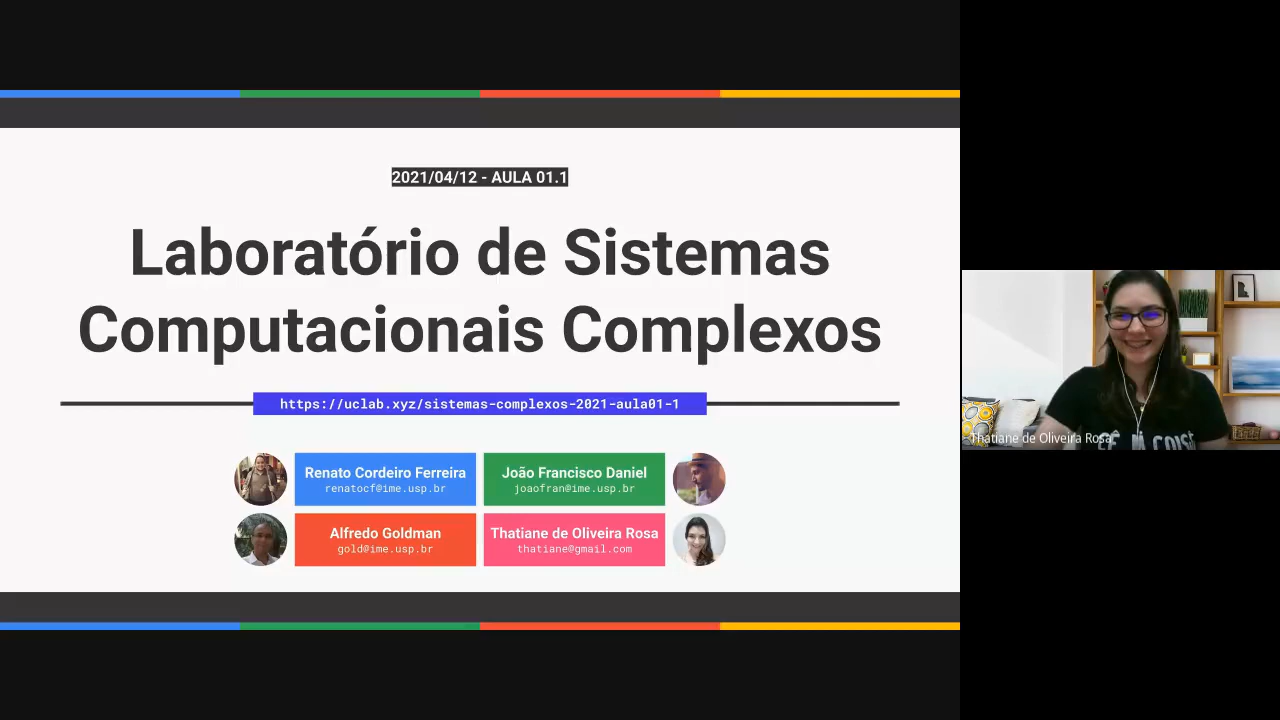 2021/04/12 - AULA 01.1
Laboratório de Sistemas
Computacionais Complexos
https://uclab.xyz/sistemas-complexos-2021-aula01-1
Renato Cordeiro Ferreira
renatocf@ime.usp.br
João Francisco Daniel
joaofran@ime.usp.br
Alfredo Goldman
gold@ime.usp.br
Thatiane de Oliveira Rosa
thatiane@gmail.com
Thatiane de Oliveira Rosa